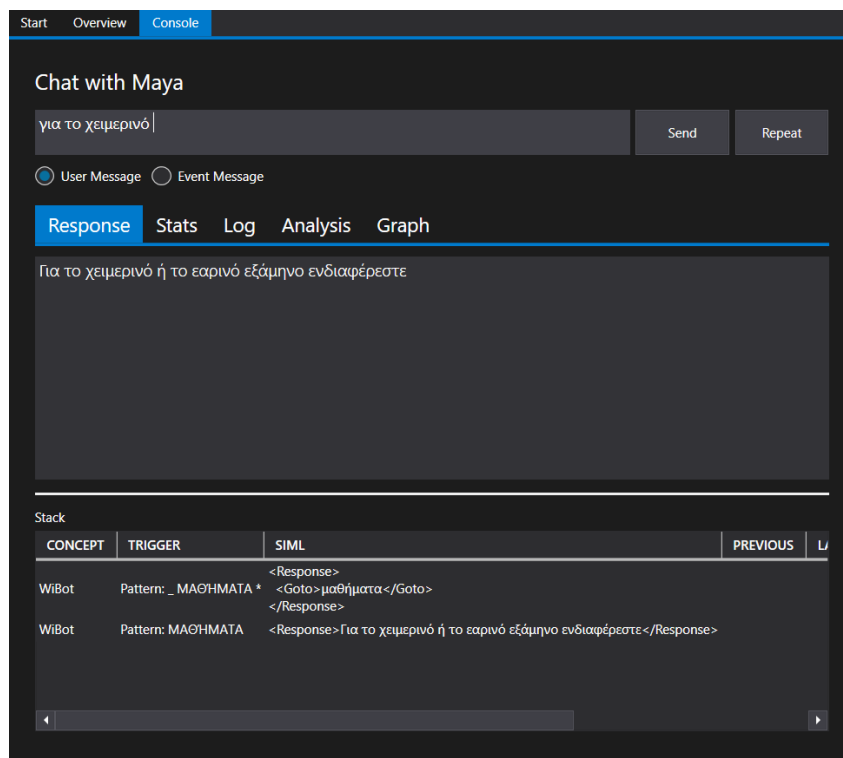 Start Overview Console
Chat with Maya
για το χειμερινό
Send Repeat
User Message Event Message
Response Stats Log Analysis Graph
Για το χειμερινό ή το εαρινό εξάμηνο ενδιαφέρεστε
Stack
CONCEPT TRIGGER SIML PREVIOUS LA
<Response>
WiBot Pattern: _ ΜΑΘΉΜΑΤΑ * <Goto>μαθήματα</Goto>
</Response>
WiBot Pattern: ΜΑΘΉΜΑΤΑ <Response>Για το χειμερινό ή το εαρινό εξάμηνο ενδιαφέρεστε</Response>